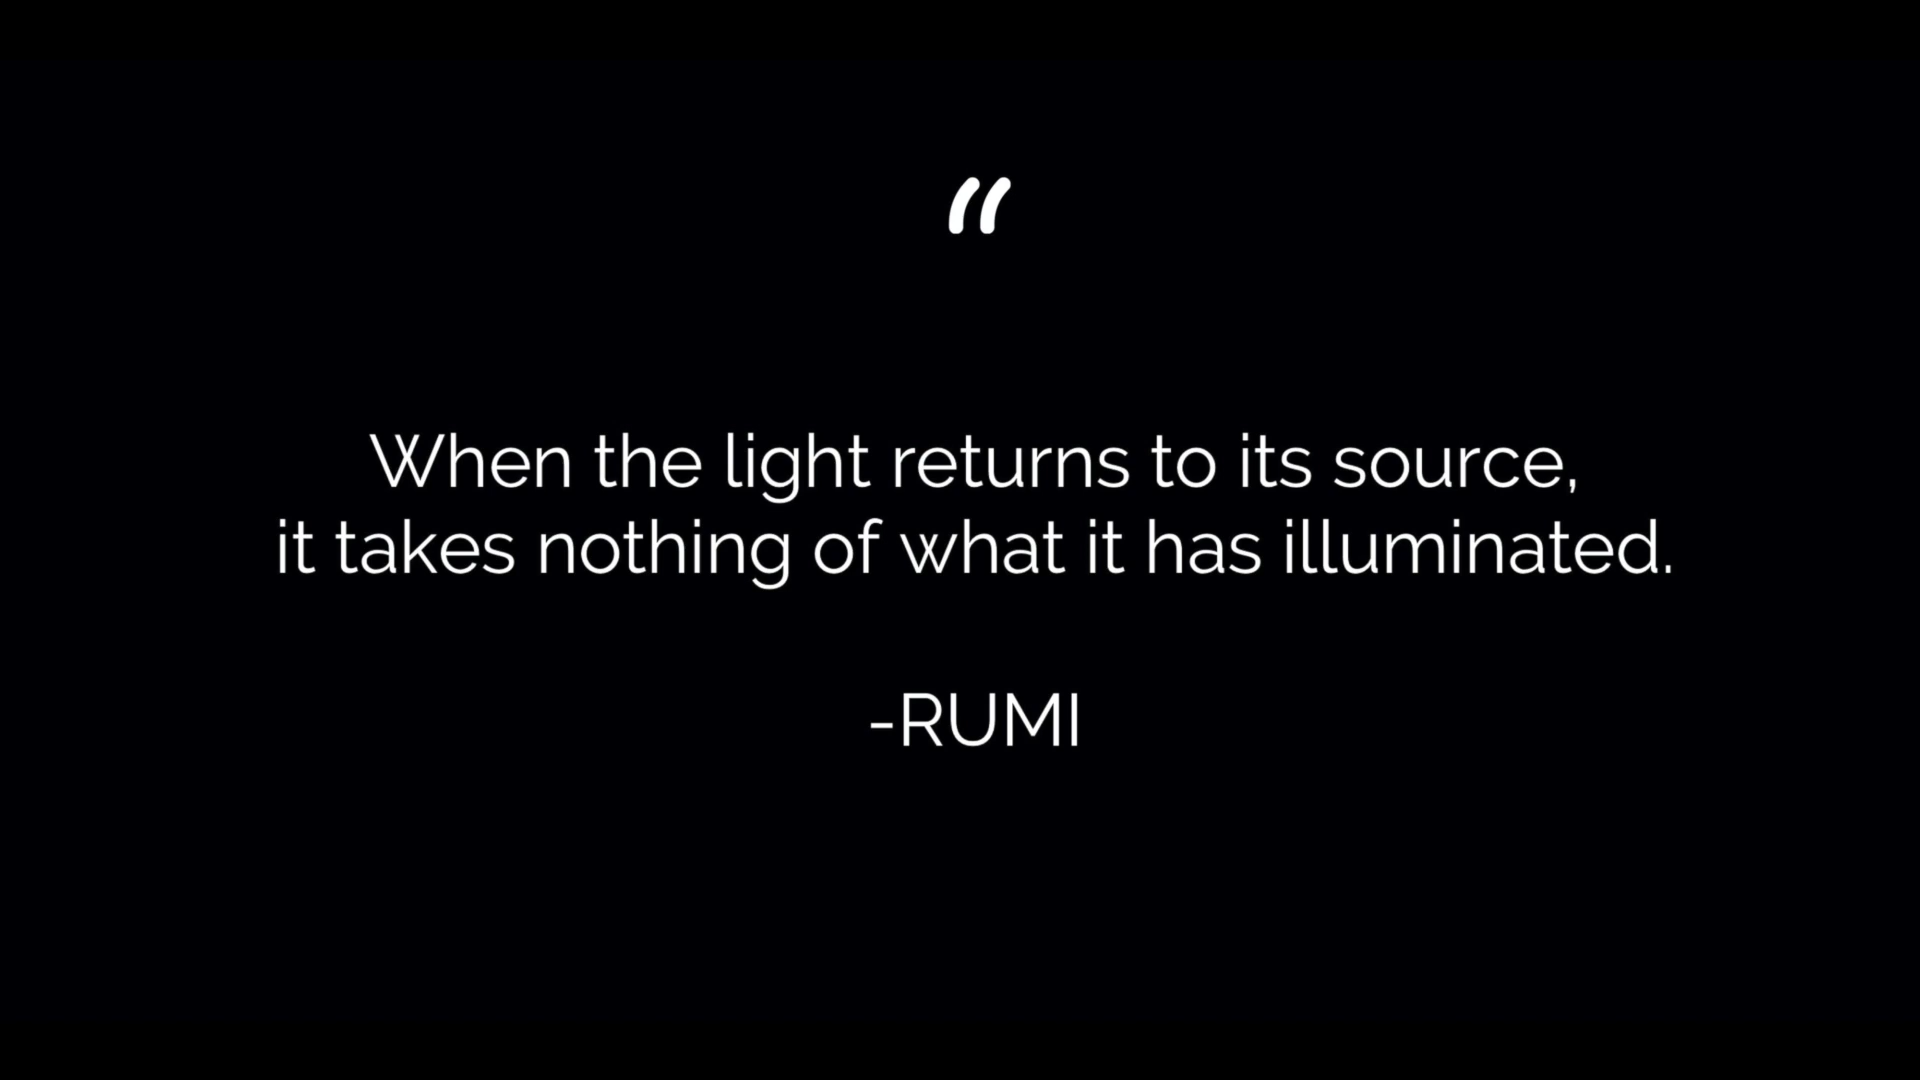 “
When the light returns to its source,
it takes nothing of what it has illuminated.
-RUMI